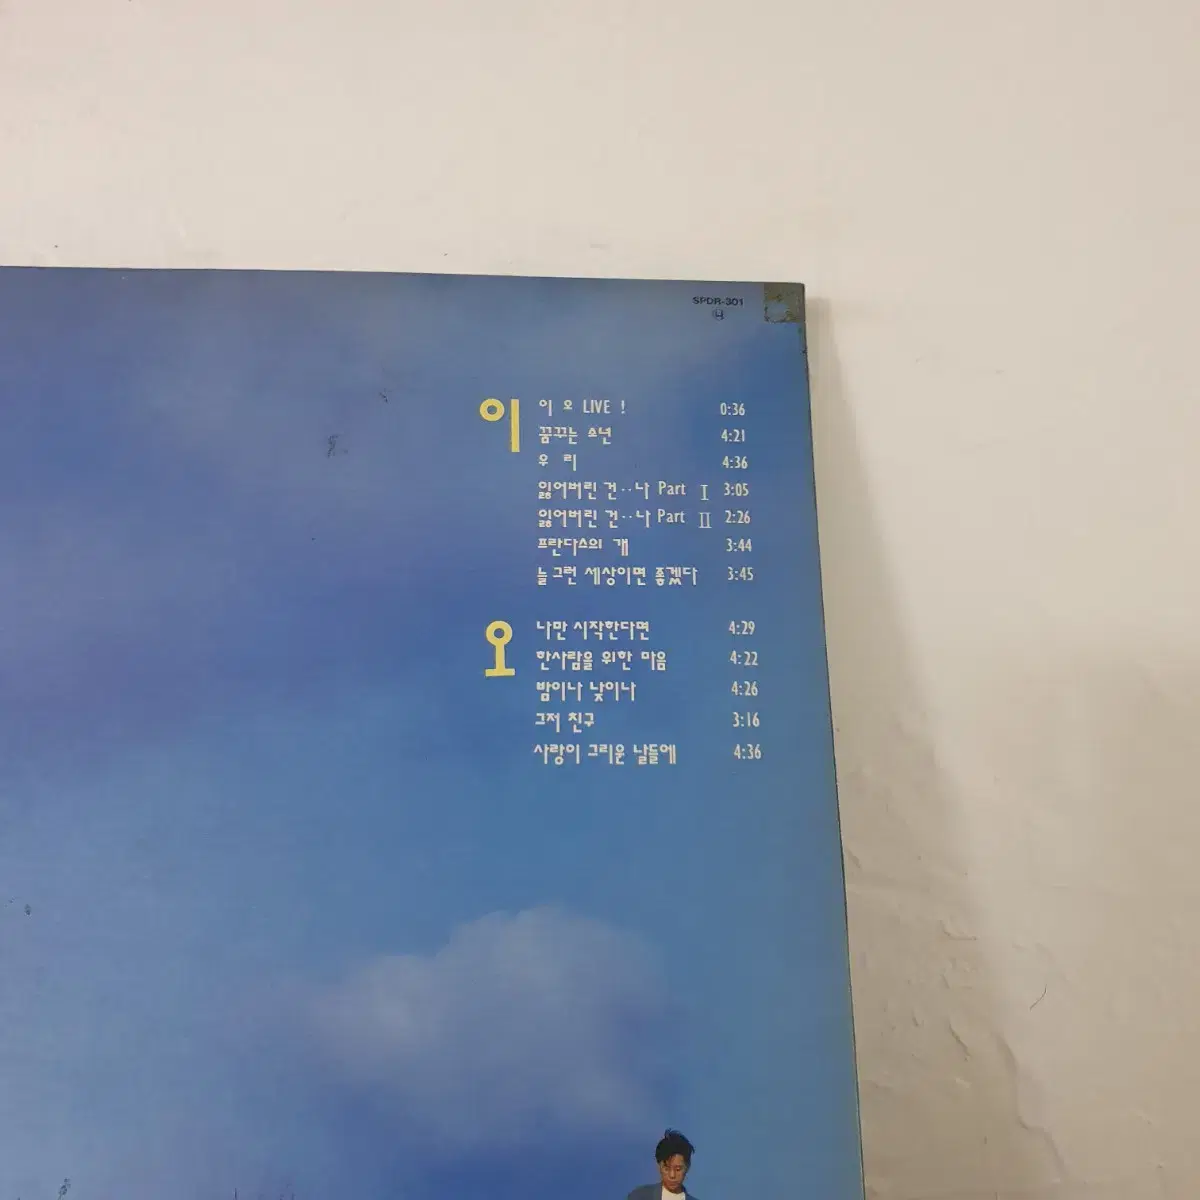 SPDR-301
㉯
이
이 오 LIVE ! 0:36
꿈꾸는 소년 4:21
우 리 4:36
잃어버린 건··나 Part I 3:05
잃어버린 건··나 Part II 2:26
프란다스의 개 3:44
늘 그런 세상이면 좋겠다 3:45
오
나만 시작한다면 4:29
한사람을 위한 마음 4:22
밤이나 낮이나 4:26
그저 친구 3:16
사랑이 그리운 날들에 4:36